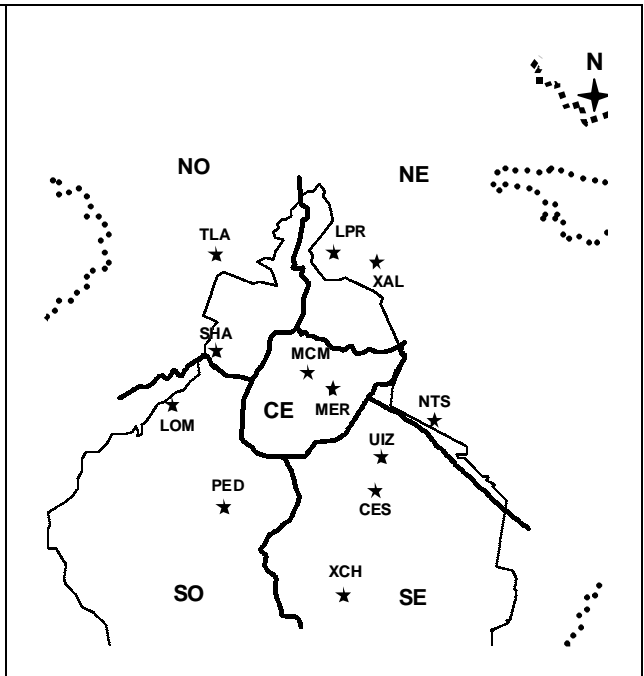 N
NO
NE
TLA
LPR
XAL
SHA
MCM
CE
MER
NTS
LOM
UIZ
PED
CES
XCH
SO
SE